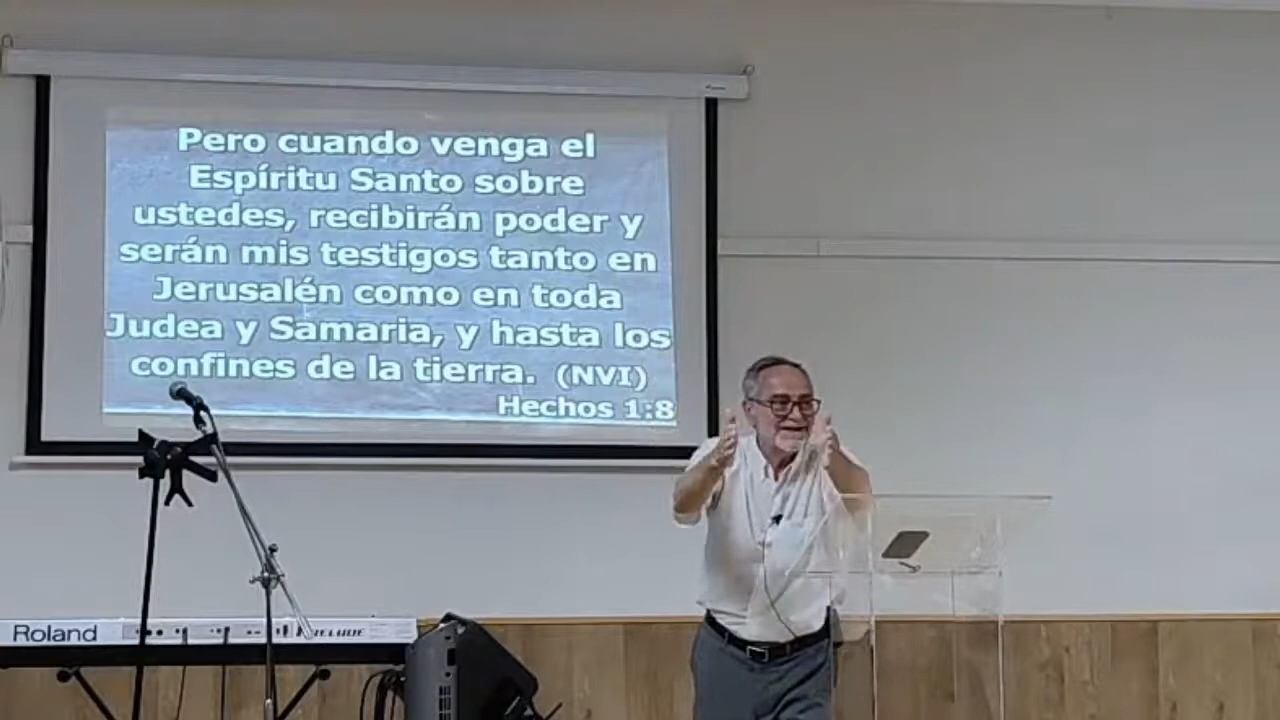 Pero cuando venga el
Espíritu Santo sobre
ustedes, recibirán poder y
serán mis testigos tanto en
Jerusalén como en toda
Judea y Samaria, y hasta los
confines de la tierra. (NVI)
Hechos 1:8
Roland